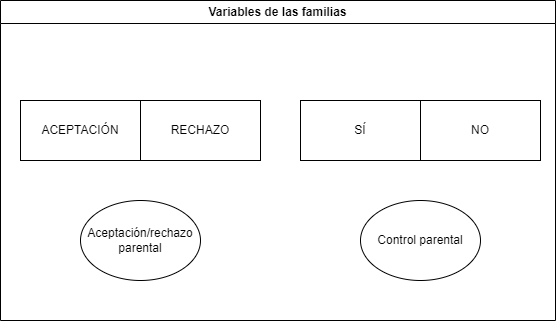 Variables de las familias
ACEPTACIÓN
RECHAZO
SÍ
NO
Aceptación/rechazo
parental
Control parental